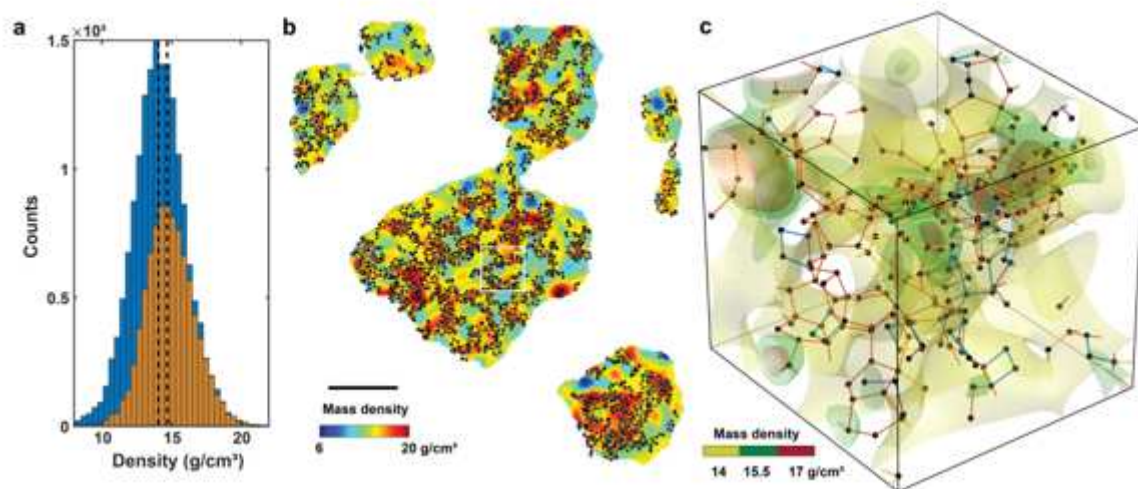 a
×10³
1.5
1
0.5
0
Counts
10 15 20
Density (g/cm³)
b
Mass density
6 20 g/cm³
c
Mass density
14 15.5 17 g/cm³